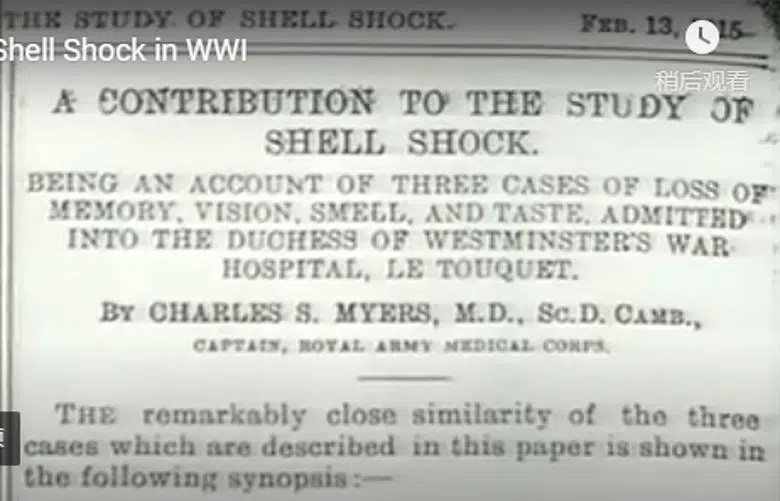 THE STUDY OF SHELL SHOCK.
FEB. 13, 15
Shell Shock in WWI
稍后观看
A CONTRIBUTION TO THE STUDY OF
SHELL SHOCK.
BEING AN ACCOUNT OF THREE CASES OF LOSS OF
MEMORY, VISION, SMELL, AND TASTE, ADMITTED
INTO THE DUCHESS OF WESTMINSTER'S WAR
HOSPITAL, LE TOUQUET.
BY CHARLES S. MYERS, M.D., SC.D. CAMB.,
CAPTAIN, ROYAL ARMY MEDICAL CORPS.
THE remarkably close similarity of the three
cases which are described in this paper is shown in
the following synopsis:—